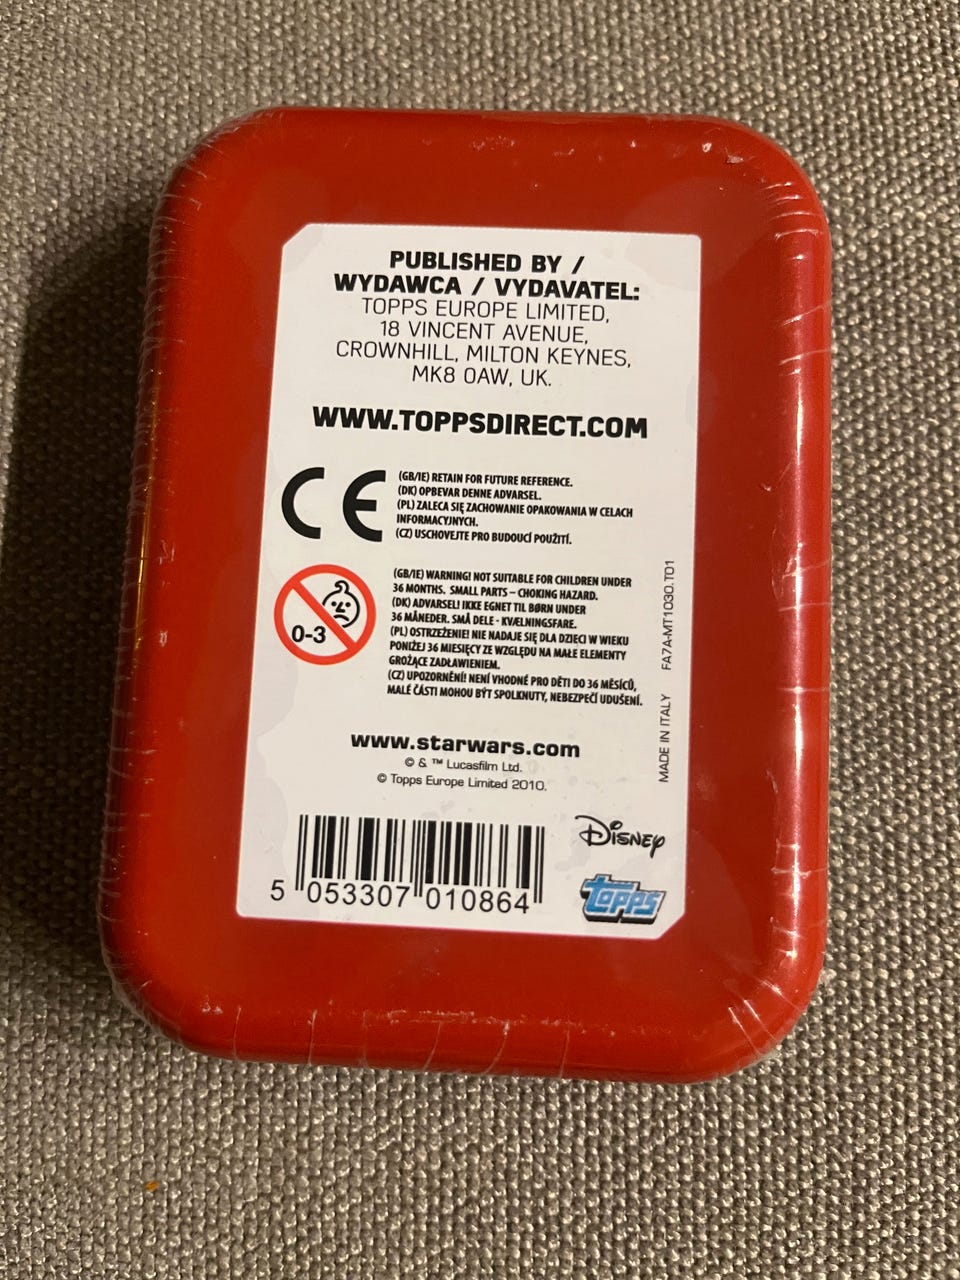 PUBLISHED BY /
WYDAWCA / VYDAVATEL:
TOPPS EUROPE LIMITED,
18 VINCENT AVENUE,
CROWNHILL, MILTON KEYNES,
MK8 0AW, UK.
WWW.TOPPSDIRECT.COM
CE
(GB/IE) RETAIN FOR FUTURE REFERENCE.
(DK) OPBEVAR DENNE ADVARSEL.
(PL) ZALECA SIĘ ZACHOWANIE OPAKOWANIA W CELACH
INFORMACYJNYCH.
(CZ) USCHOVEJTE PRO BUDOUCÍ POUŽITÍ.
0-3
(GB/IE) WARNING! NOT SUITABLE FOR CHILDREN UNDER
36 MONTHS. SMALL PARTS – CHOKING HAZARD.
(DK) ADVARSEL! IKKE EGNET TIL BØRN UNDER
36 MÅNEDER. SMÅ DELE - KVÆLNINGSFARE.
(PL) OSTRZEŻENIE! NIE NADAJE SIĘ DLA DZIECI W WIEKU
PONIŻEJ 36 MIESIĘCY ZE WZGLĘDU NA MAŁE ELEMENTY
GROŻĄCE ZADŁAWIENIEM.
(CZ) UPOZORNĚNÍ! NENÍ VHODNÉ PRO DĚTI DO 36 MĚSÍCŮ,
MALÉ ČÁSTI MOHOU BÝT SPOLKNUTY, NEBEZPEČÍ UDUŠENÍ.
MADE IN ITALY FA7A-MT1030.T01
www.starwars.com
© & ™ Lucasfilm Ltd.
© Topps Europe Limited 2010.
5 053307 010864
Disney
topps